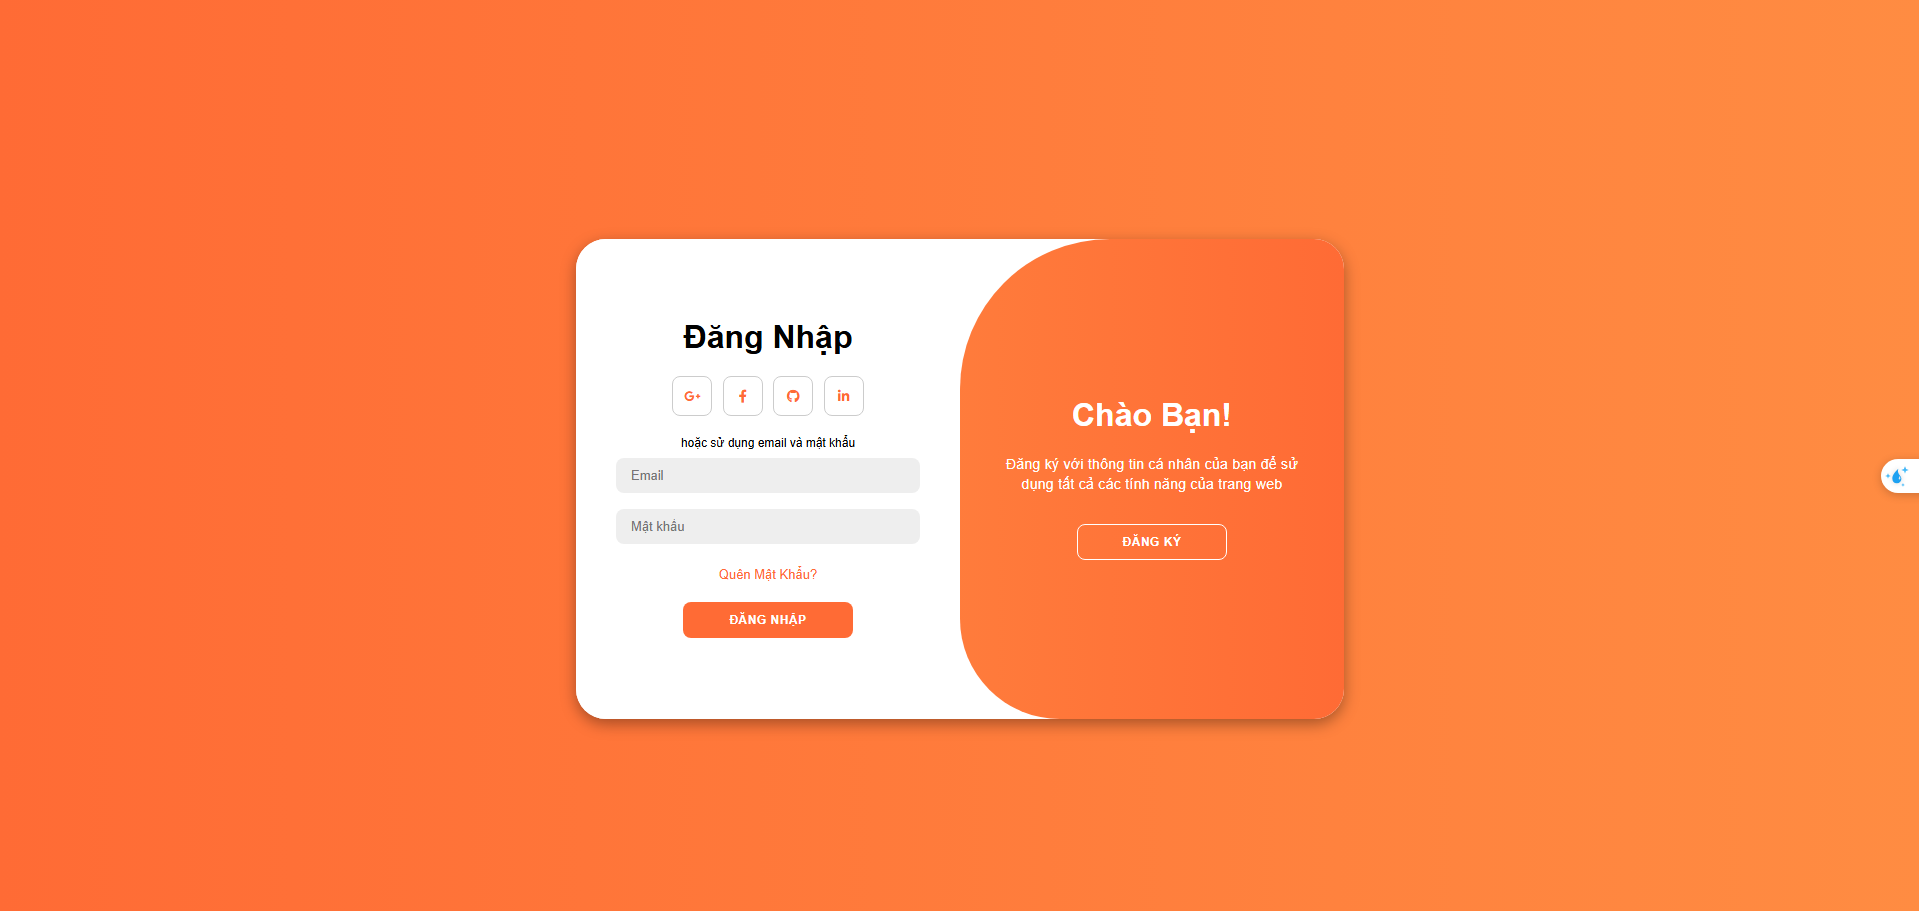 Đăng Nhập
G+
f
in
hoặc sử dụng email và mật khẩu
Email
Mật khẩu
Quên Mật Khẩu?
ĐĂNG NHẬP
Chào Bạn!
Đăng ký với thông tin cá nhân của bạn để sử
dụng tất cả các tính năng của trang web
ĐĂNG KÝ